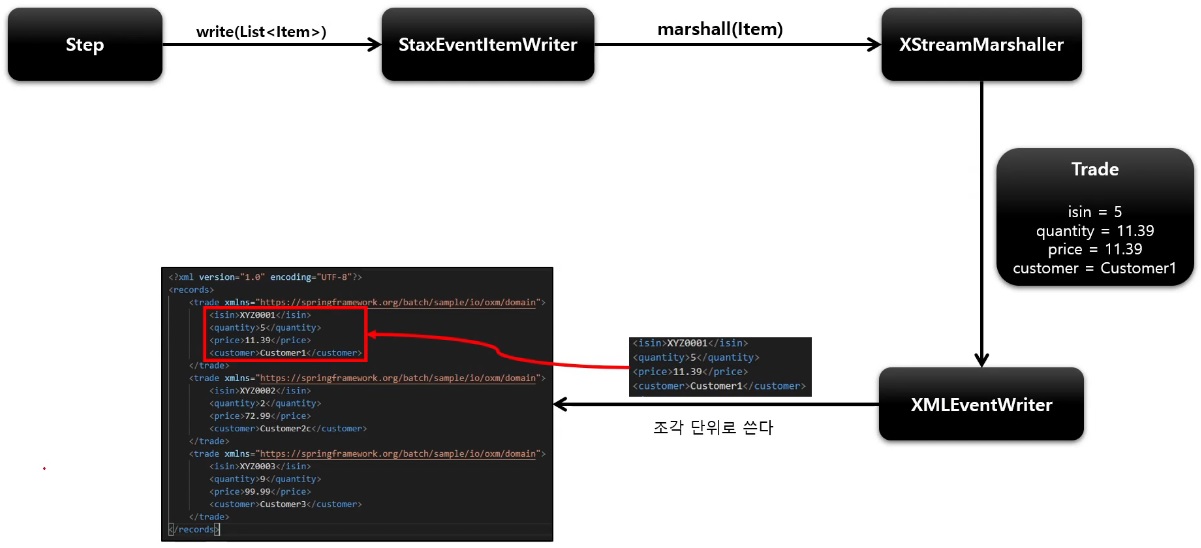 Step
write(List<Item>)
StaxEventItemWriter
marshall(Item)
XStreamMarshaller
Trade
isin = 5
quantity = 11.39
price = 11.39
customer = Customer1
<?xml version="1.0" encoding="UTF-8"?>
<records>
<trade xmlns="https://springframework.org/batch/sample/io/oxm/domain">
<isin>XYZ0001</isin>
<quantity>5</quantity>
<price>11.39</price>
<customer>Customer1</customer>
</trade>
<trade xmlns="https://springframework.org/batch/sample/io/oxm/domain">
<isin>XYZ0002</isin>
<quantity>2</quantity>
<price>72.99</price>
<customer>Customer2c</customer>
</trade>
<trade xmlns="https://springframework.org/batch/sample/io/oxm/domain">
<isin>XYZ0003</isin>
<quantity>9</quantity>
<price>99.99</price>
<customer>Customer3</customer>
</trade>
</records>
<isin>XYZ0001</isin>
<quantity>5</quantity>
<price>11.39</price>
<customer>Customer1</customer>
XMLEventWriter
조각 단위로 쓴다